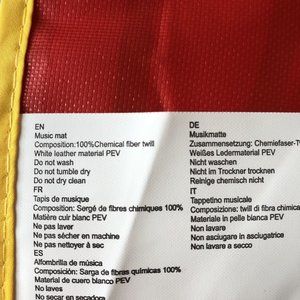 EN
Music mat
Composition:100%Chemical fiber twill
White leather material PEV
Do not wash
Do not tumble dry
Do not dry clean
FR
Tapis de musique
Composition: Sergé de fibres chimiques 100%
Matière cuir blanc PEV
Ne pas laver
Ne pas sécher en machine
Ne pas nettoyer à sec
ES
Alfombrilla de música
Composición: Sarga de fibras químicas 100%
Material de cuero blanco PEV
No laves
No secar en secadora
DE
Musikmatte
Zusammensetzung: Chemiefaser-T
Weißes Ledermaterial PEV
Nicht waschen
Nicht im Trockner trocknen
Reinige chemisch nicht
IT
Tappetino musicale
Composizione: twill di fibra chimica
Materiale in pelle bianca PEV
Non lavare
Non asciugare in asciugatrice
Non lavare a secco